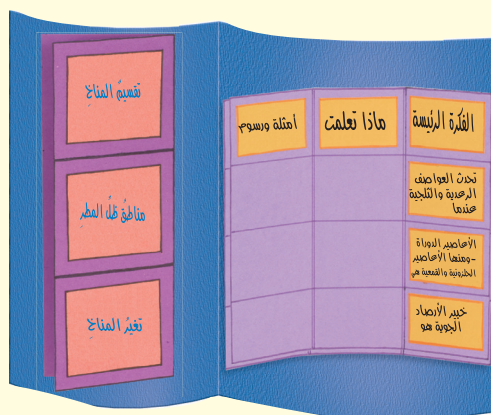 الفكرة الرئيسة
ماذا تعلمت
أمثلة ورسوم
تحدث العواصف
الرعدية والثلجية
عندما
الأعاصير الدوارة
-ومنها الأعاصير
الحلزونية والقمعية هي
خبير الأرصاد
الجوية هو
تقسيمُ المناخِ
مناطقُ ظلِّ المطرِ
تغيّرُ المناخِ